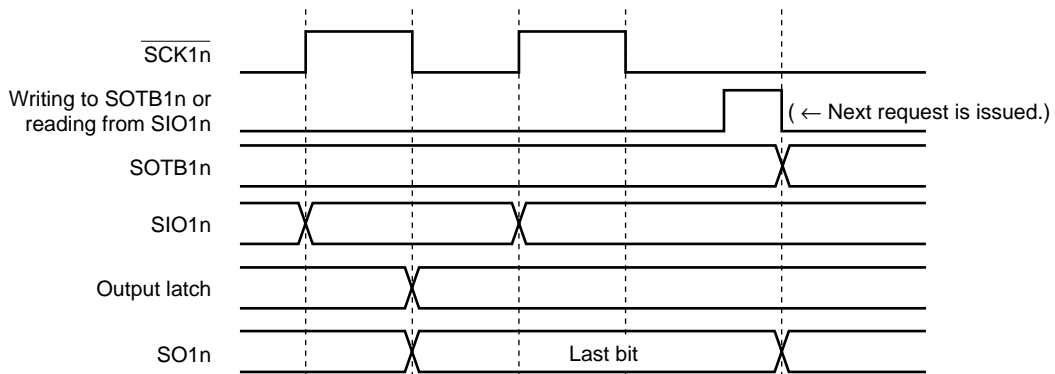 SCK1n
Writing to SOTB1n or
reading from SIO1n
( ← Next request is issued.)
SOTB1n
SIO1n
Output latch
SO1n
Last bit